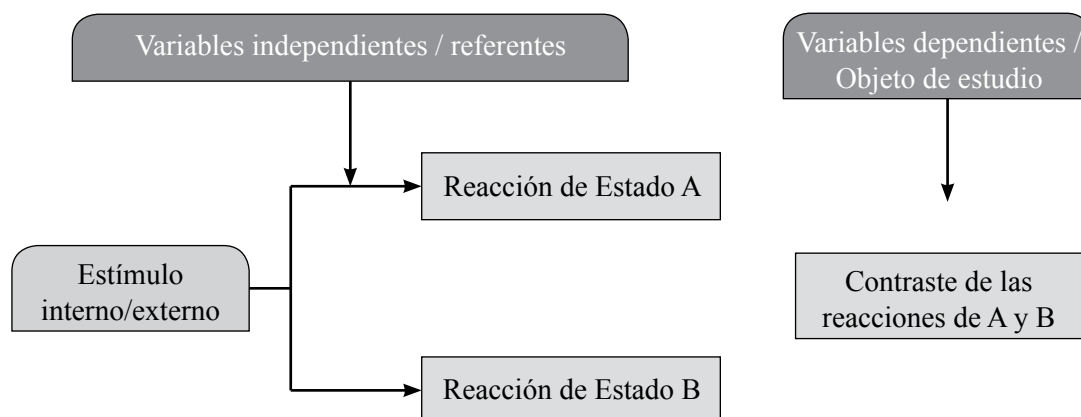 Variables independientes / referentes
Variables dependientes /
Objeto de estudio
Reacción de Estado A
Estímulo
interno/externo
Contraste de las
reacciones de A y B
Reacción de Estado B